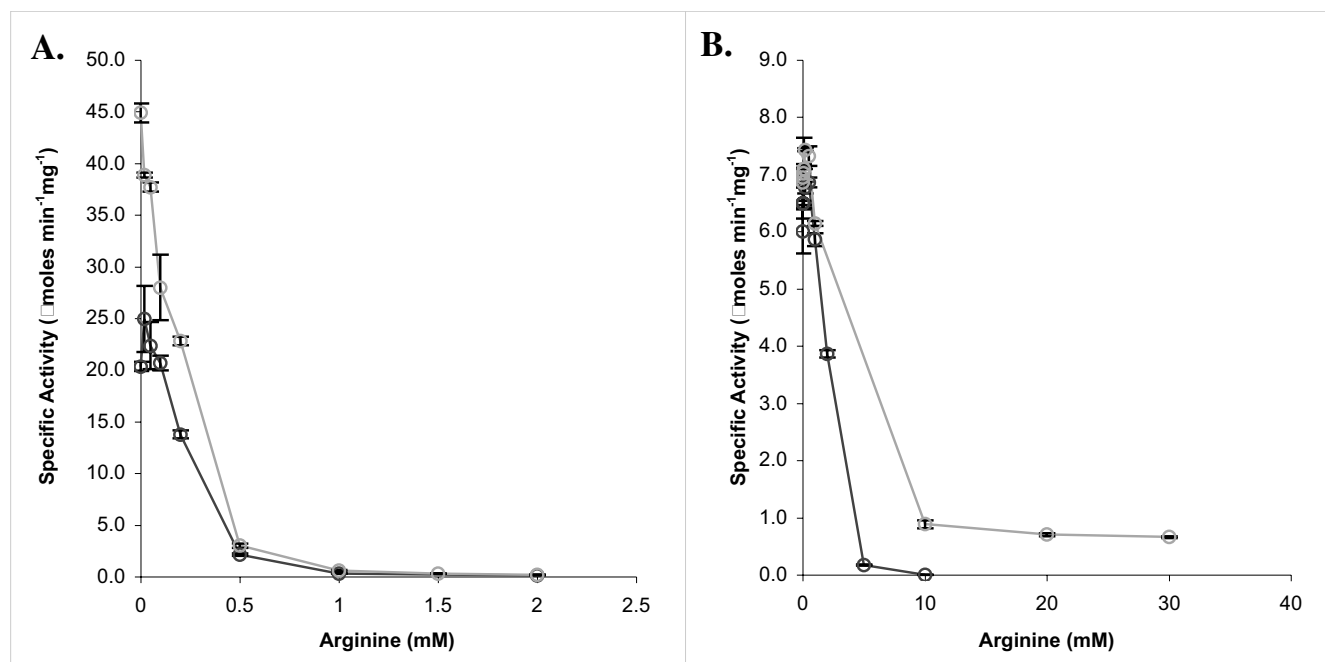 A.
50.0
45.0
40.0
35.0
30.0
25.0
20.0
15.0
10.0
5.0
0.0
0 0.5 1 1.5 2 2.5
Specific Activity (□moles min-1mg-1)
Arginine (mM)
B.
9.0
8.0
7.0
6.0
5.0
4.0
3.0
2.0
1.0
0.0
0 10 20 30 40
Specific Activity (□moles min-1mg-1)
Arginine (mM)